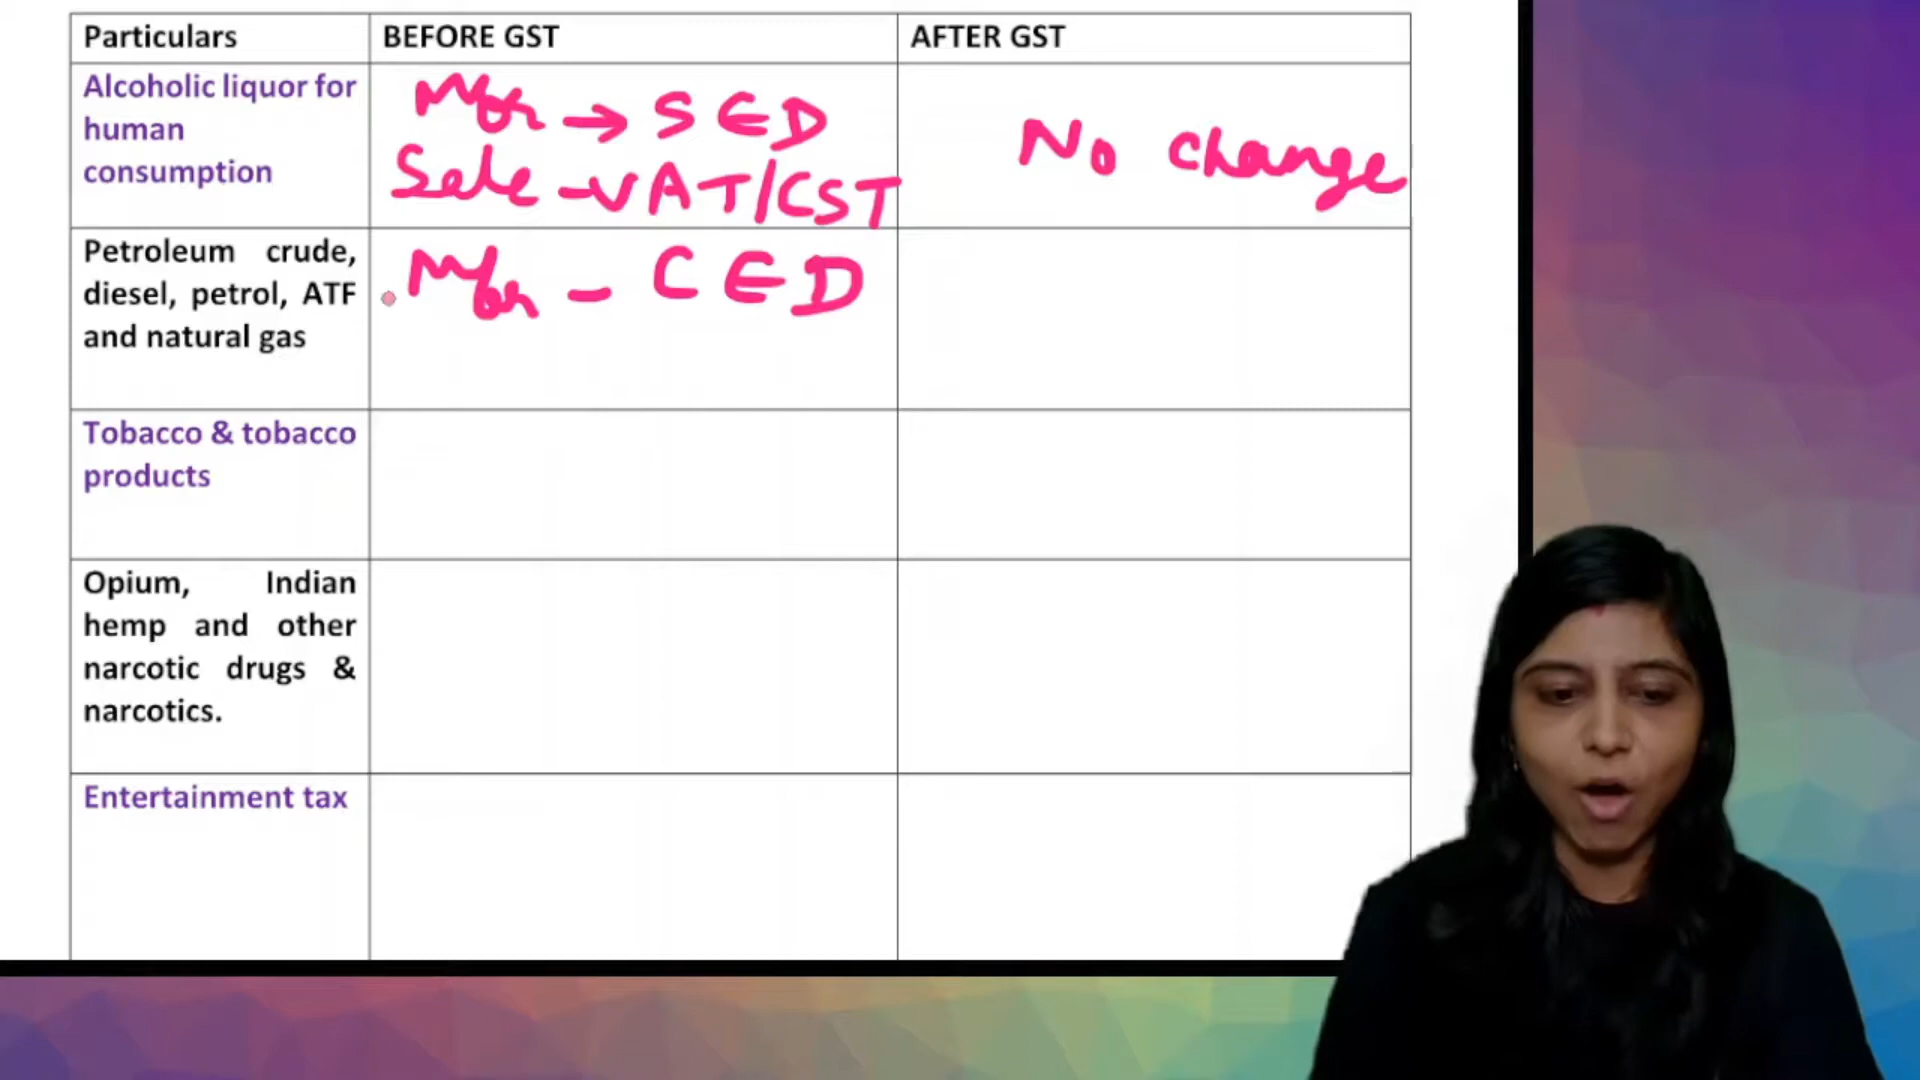 Particulars BEFORE GST AFTER GST
Alcoholic liquor for
human
consumption
Mfr → SED
Sale - VAT/CST
No change
Petroleum crude,
diesel, petrol, ATF
and natural gas
Mfr - CED
Tobacco & tobacco
products
Opium, Indian
hemp and other
narcotic drugs &
narcotics.
Entertainment tax